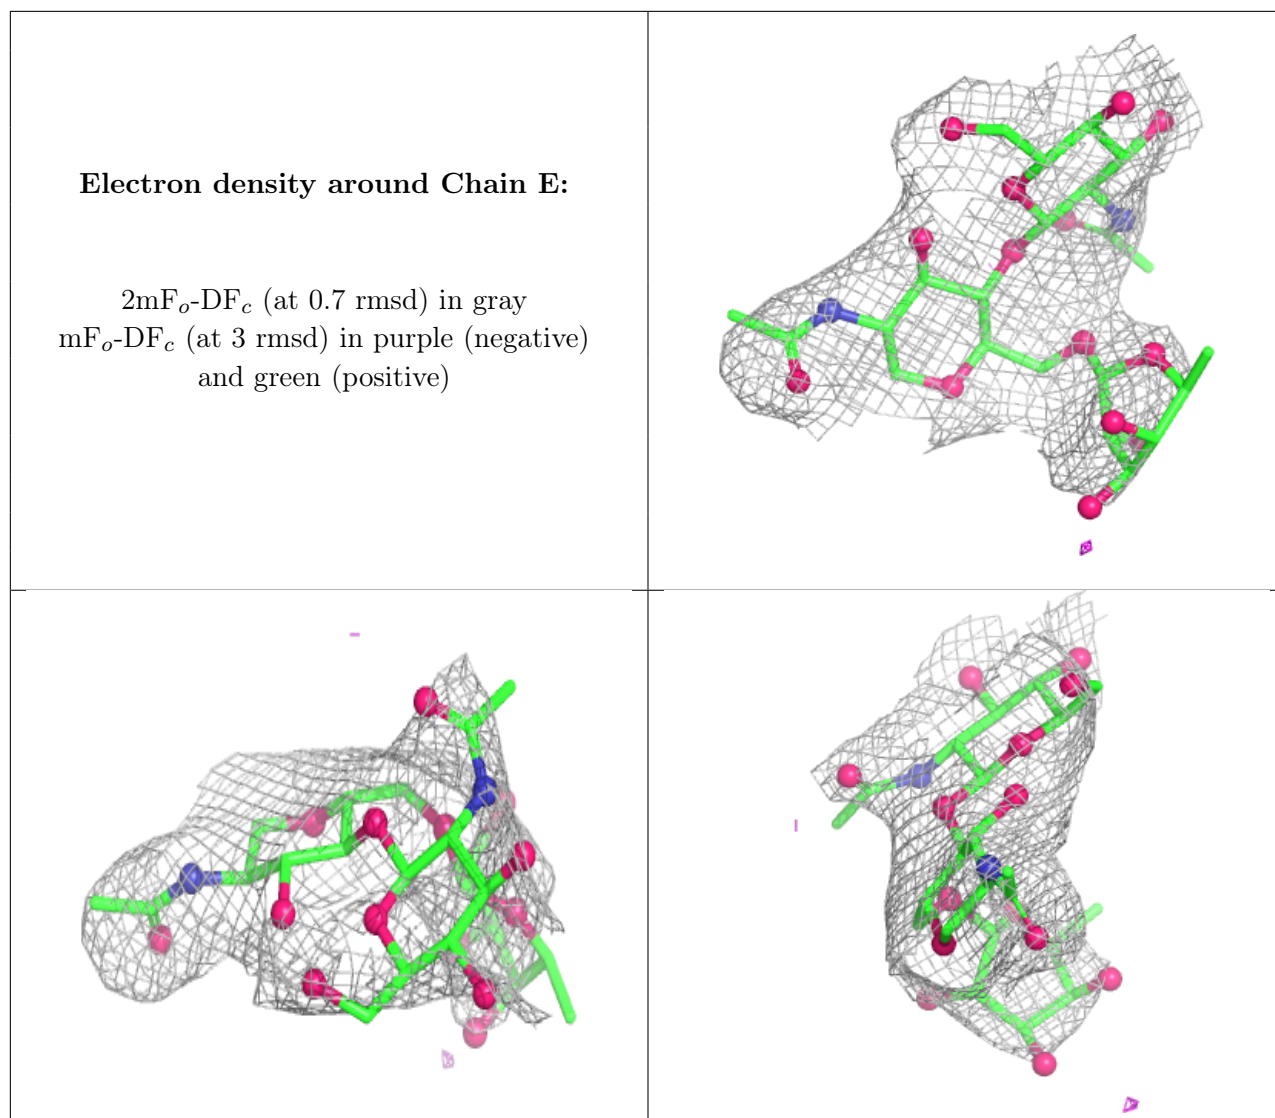 Electron density around Chain E:
2mFo-DFc (at 0.7 rmsd) in gray
mFo-DFc (at 3 rmsd) in purple (negative)
and green (positive)